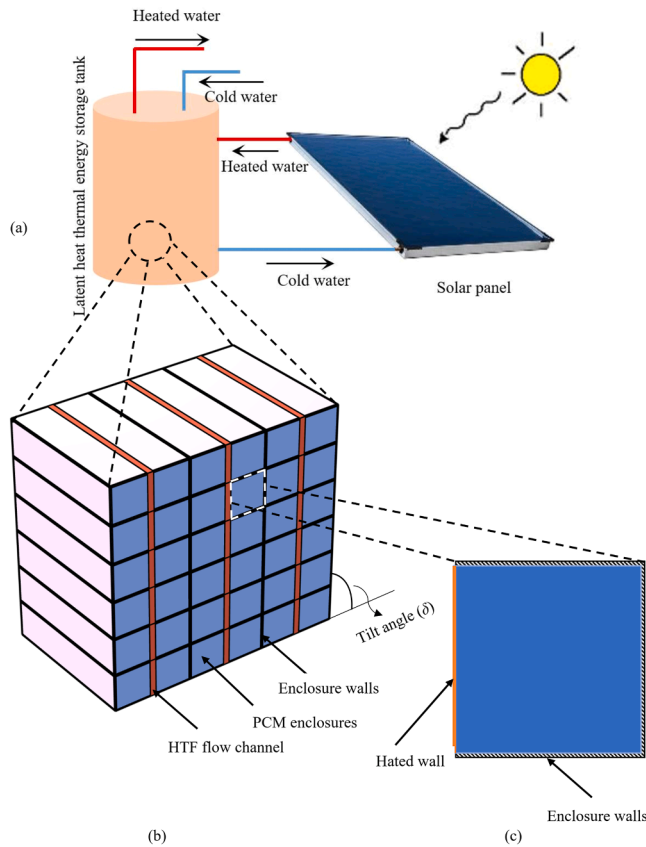 Heated water
Cold water
Latent heat thermal energy storage tank
Heated water
(a)
Cold water
Solar panel
Tilt angle (δ)
Enclosure walls
PCM enclosures
HTF flow channel
Hated wall
Enclosure walls
(b)
(c)